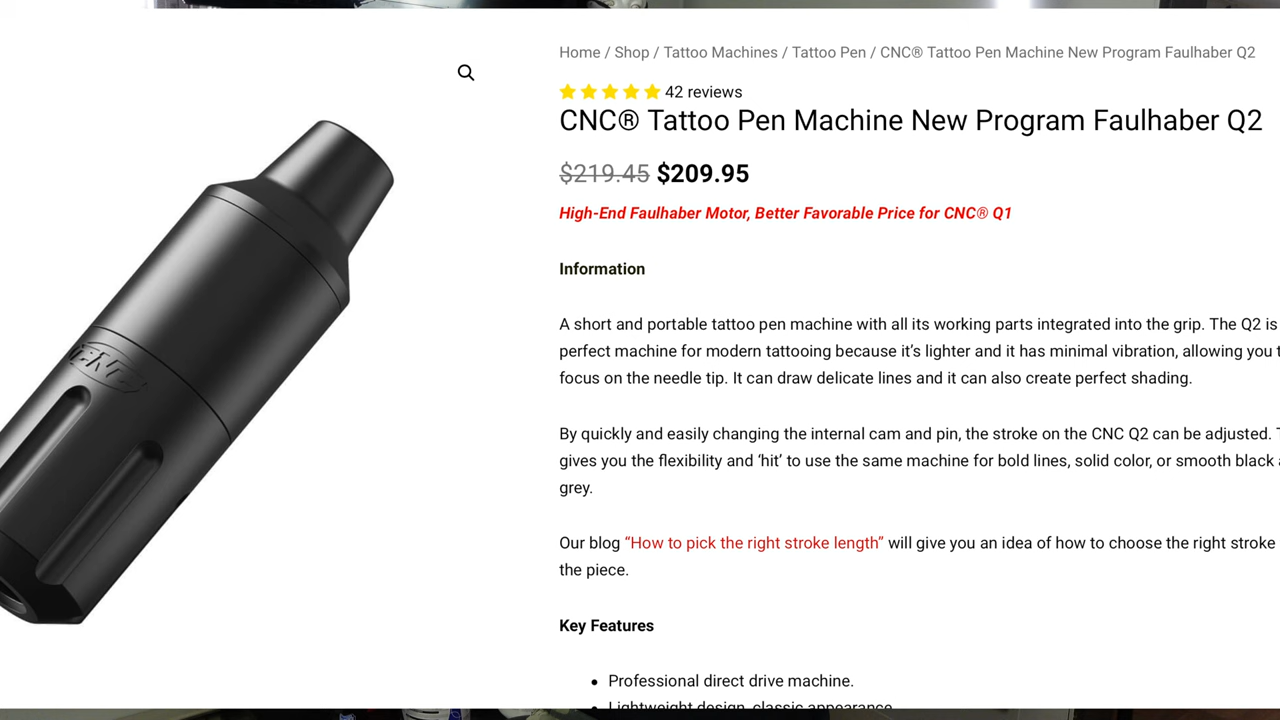 Home / Shop / Tattoo Machines / Tattoo Pen / CNC® Tattoo Pen Machine New Program Faulhaber Q2
42 reviews
CNC® Tattoo Pen Machine New Program Faulhaber Q2
$219.45 $209.95
High-End Faulhaber Motor, Better Favorable Price for CNC® Q1
Information
A short and portable tattoo pen machine with all its working parts integrated into the grip. The Q2 is
perfect machine for modern tattooing because it’s lighter and it has minimal vibration, allowing you
focus on the needle tip. It can draw delicate lines and it can also create perfect shading.
By quickly and easily changing the internal cam and pin, the stroke on the CNC Q2 can be adjusted.
gives you the flexibility and ‘hit’ to use the same machine for bold lines, solid color, or smooth black
grey.
Our blog “How to pick the right stroke length” will give you an idea of how to choose the right stroke
the piece.
Key Features
• Professional direct drive machine.
• Lightweight design, classic appearance
CNC